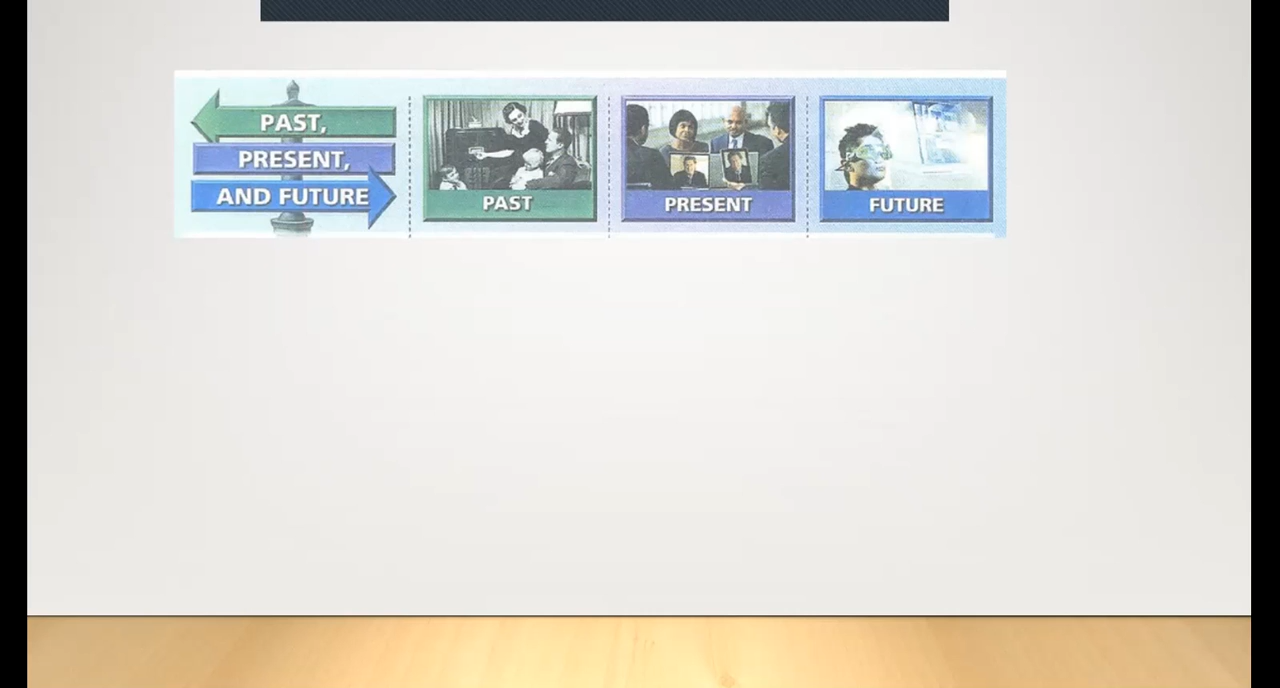 PAST,
PRESENT,
AND FUTURE
PAST
PRESENT
FUTURE